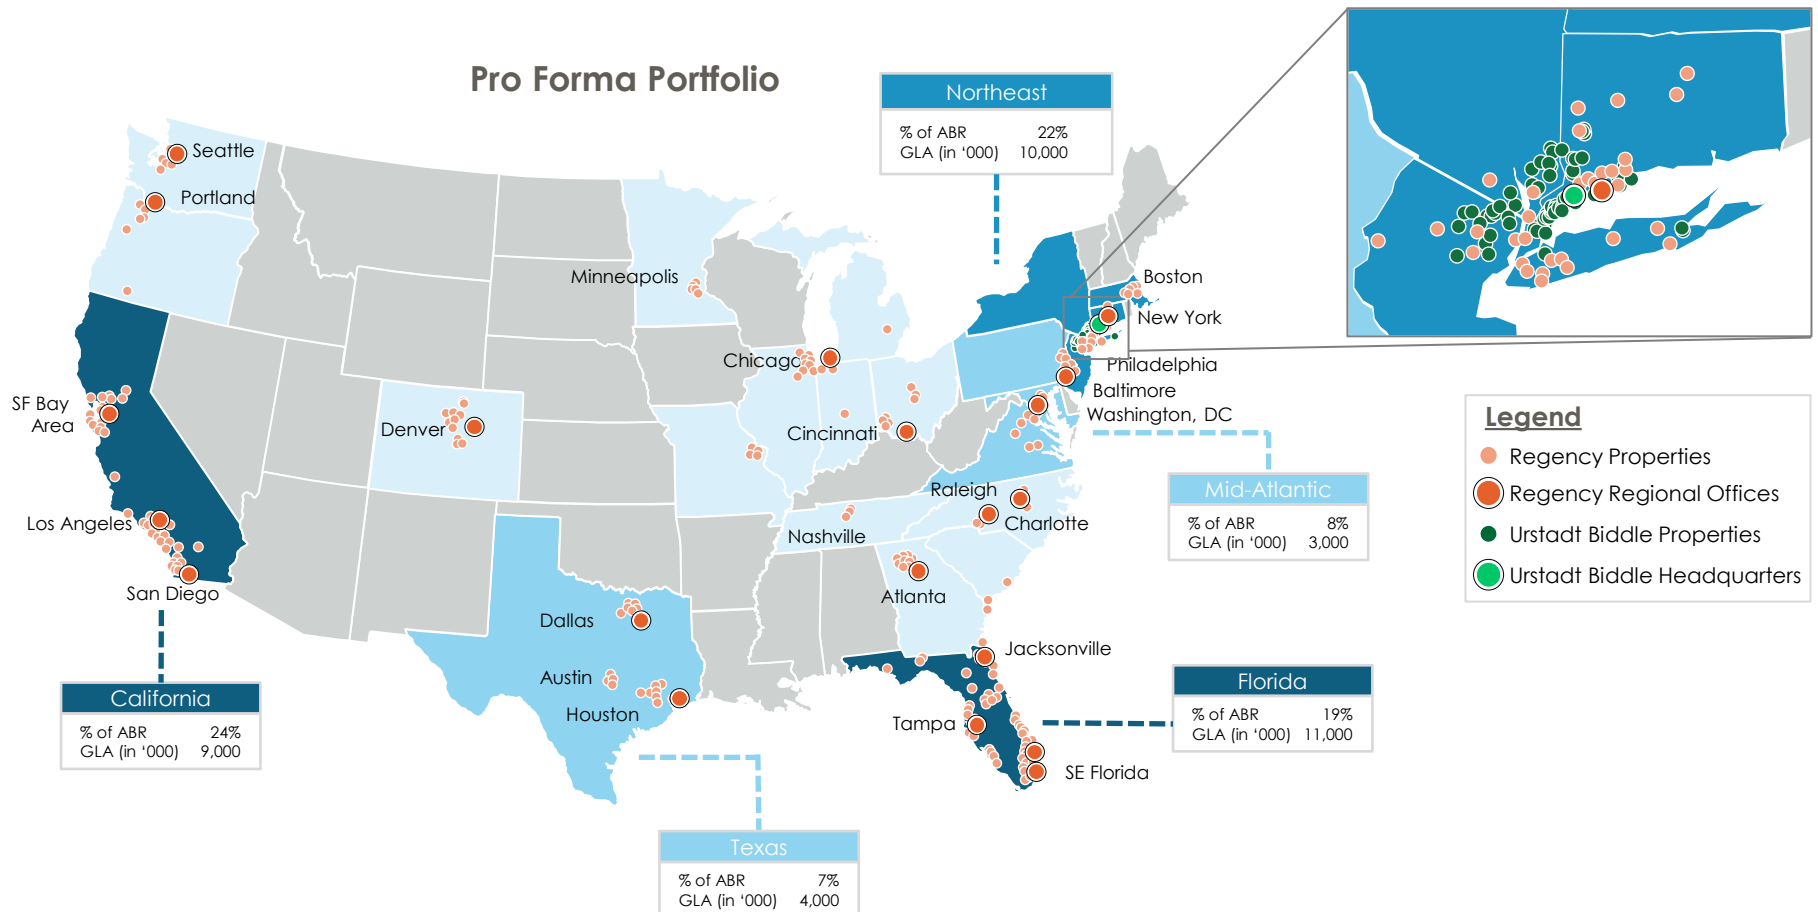 Pro Forma Portfolio
Northeast
% of ABR 22%
GLA (in ‘000) 10,000
Seattle
Portland
Minneapolis
Boston
New York
Chicago
Philadelphia
Baltimore
Washington, DC
SF Bay
Area
Denver
Cincinnati
Legend
Regency Properties
Regency Regional Offices
Urstadt Biddle Properties
Urstadt Biddle Headquarters
Mid-Atlantic
% of ABR 8%
GLA (in ‘000) 3,000
Raleigh
Charlotte
Los Angeles
Nashville
San Diego
Atlanta
Dallas
Austin
Houston
Jacksonville
Tampa
SE Florida
California
% of ABR 24%
GLA (in ‘000) 9,000
Florida
% of ABR 19%
GLA (in ‘000) 11,000
Texas
% of ABR 7%
GLA (in ‘000) 4,000